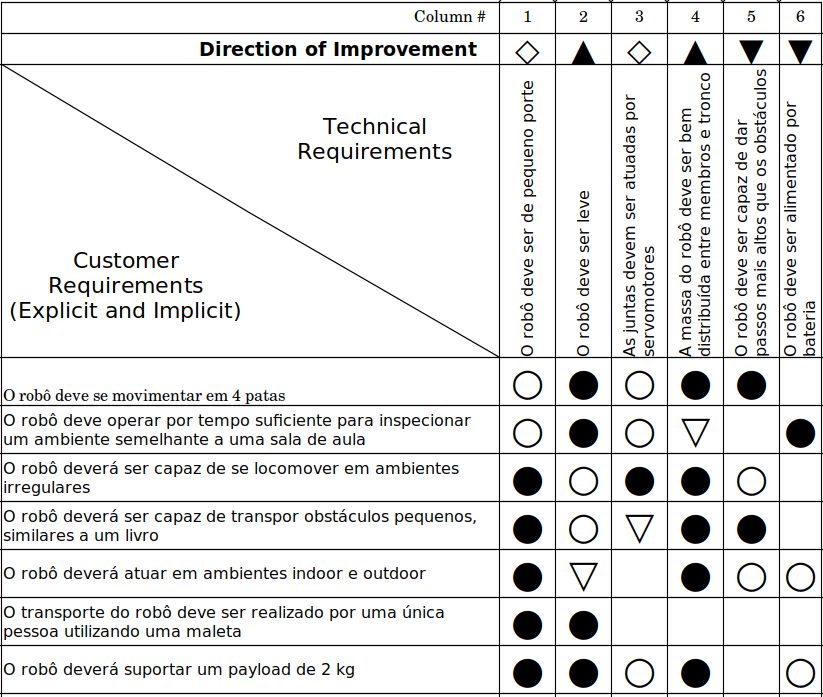 Column # 1 2 3 4 5 6
Direction of Improvement
Technical
Requirements
Customer
Requirements
(Explicit and Implicit)
O robô deve ser de pequeno porte
O robô deve ser leve
As juntas devem ser atuadas por
servomotores
A massa do robô deve ser bem
distribuída entre membros e tronco
O robô deve ser capaz de dar
passos mais altos que os obstáculos
O robô deve ser alimentado por
bateria
O robô deve se movimentar em 4 patas
O robô deve operar por tempo suficiente para inspecionar
um ambiente semelhante a uma sala de aula
O robô deverá ser capaz de se locomover em ambientes
irregulares
O robô deverá ser capaz de transpor obstáculos pequenos,
similares a um livro
O robô deverá atuar em ambientes indoor e outdoor
O transporte do robô deve ser realizado por uma única
pessoa utilizando uma maleta
O robô deverá suportar um payload de 2 kg